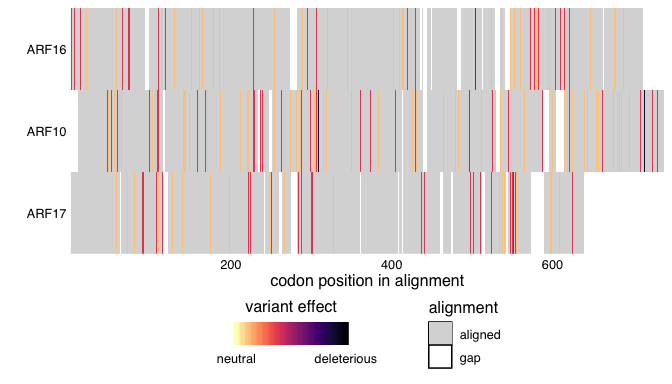 ARF16
ARF10
ARF17
200 400 600
codon position in alignment
variant effect
neutral deleterious
alignment
aligned
gap